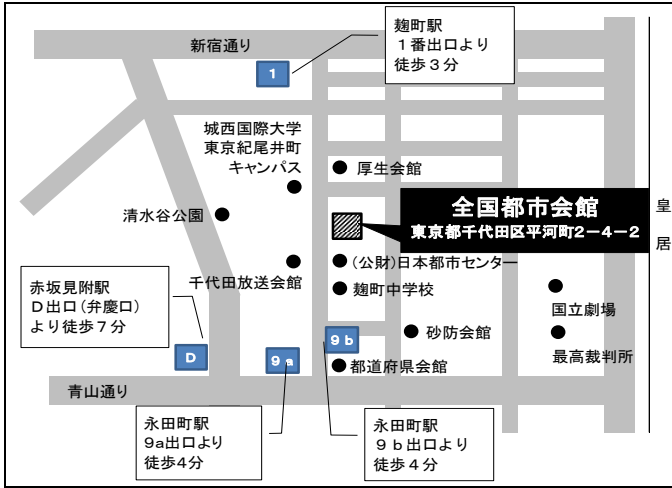 麹町駅
１番出口より
徒歩３分
新宿通り
1
城西国際大学
東京紀尾井町
キャンパス
厚生会館
清水谷公園
全国都市会館
東京都千代田区平河町２－４－２
皇
居
千代田放送会館
(公財)日本都市センター
赤坂見附駅
Ｄ出口（弁慶口）
より徒歩７分
麹町中学校
国立劇場
砂防会館
9 b
最高裁判所
D
9 a
都道府県会館
青山通り
永田町駅
9a出口より
徒歩4分
永田町駅
９ｂ出口より
徒歩４分